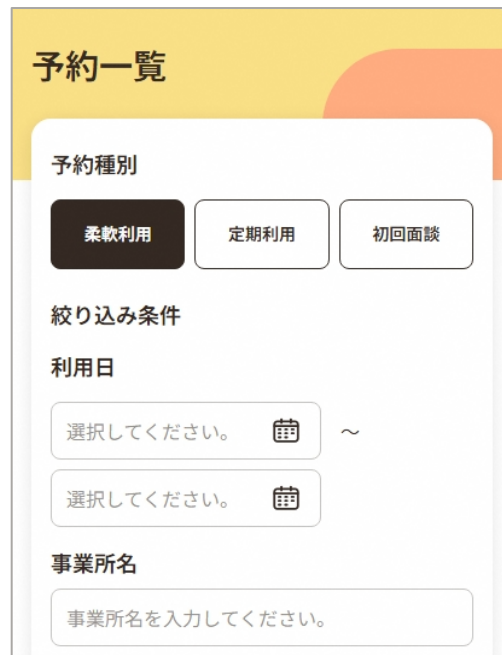 予約一覧
予約種別
柔軟利用 定期利用 初回面談
絞り込み条件
利用日
選択してください。 〜
選択してください。
事業所名
事業所名を入力してください。